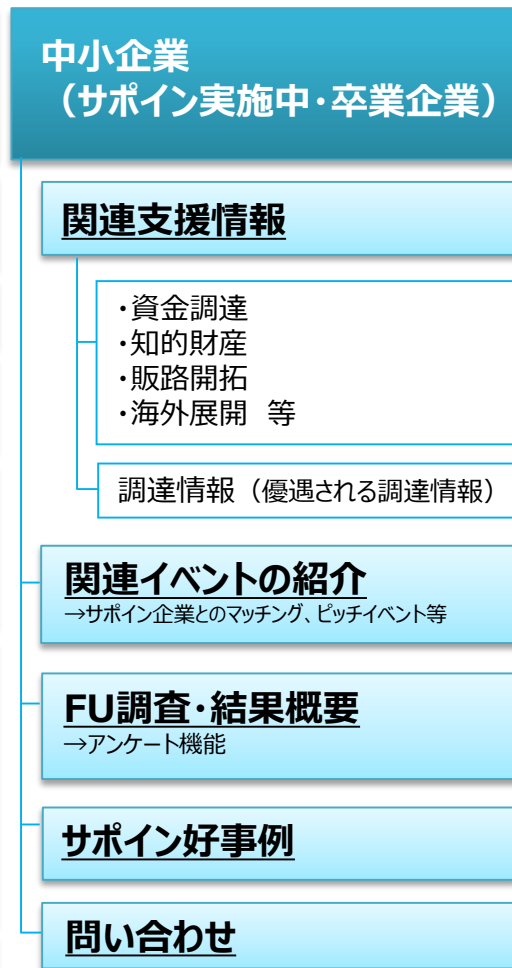 中小企業
（サポイン実施中・卒業企業）
関連支援情報
・資金調達
・知的財産
・販路開拓
・海外展開　等
調達情報（優遇される調達情報）
関連イベントの紹介
→サポイン企業とのマッチング、ピッチイベント等
FU調査・結果概要
→アンケート機能
サポイン好事例
問い合わせ